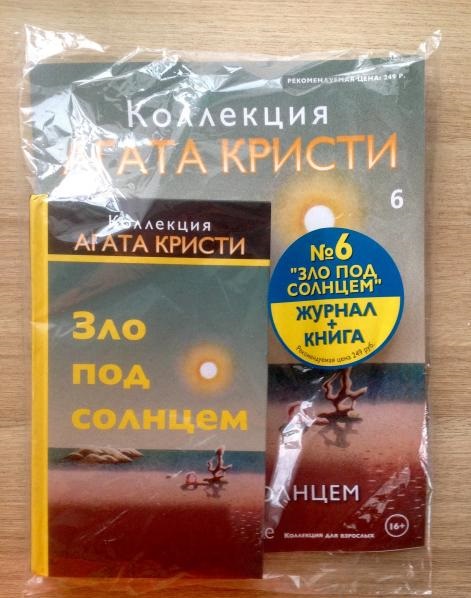 РЕКОМЕНДУЕМАЯ ЦЕНА: 249 Р.
Коллекция
АГАТА КРИСТИ
6
Коллекция
АГАТА КРИСТИ
Зло
под
солнцем
№6
"ЗЛО ПОД
СОЛНЦЕМ"
ЖУРНАЛ
+
КНИГА
Рекомендуемая цена 249 руб.
ОЛНЦЕМ
е Коллекция для взрослых
16+